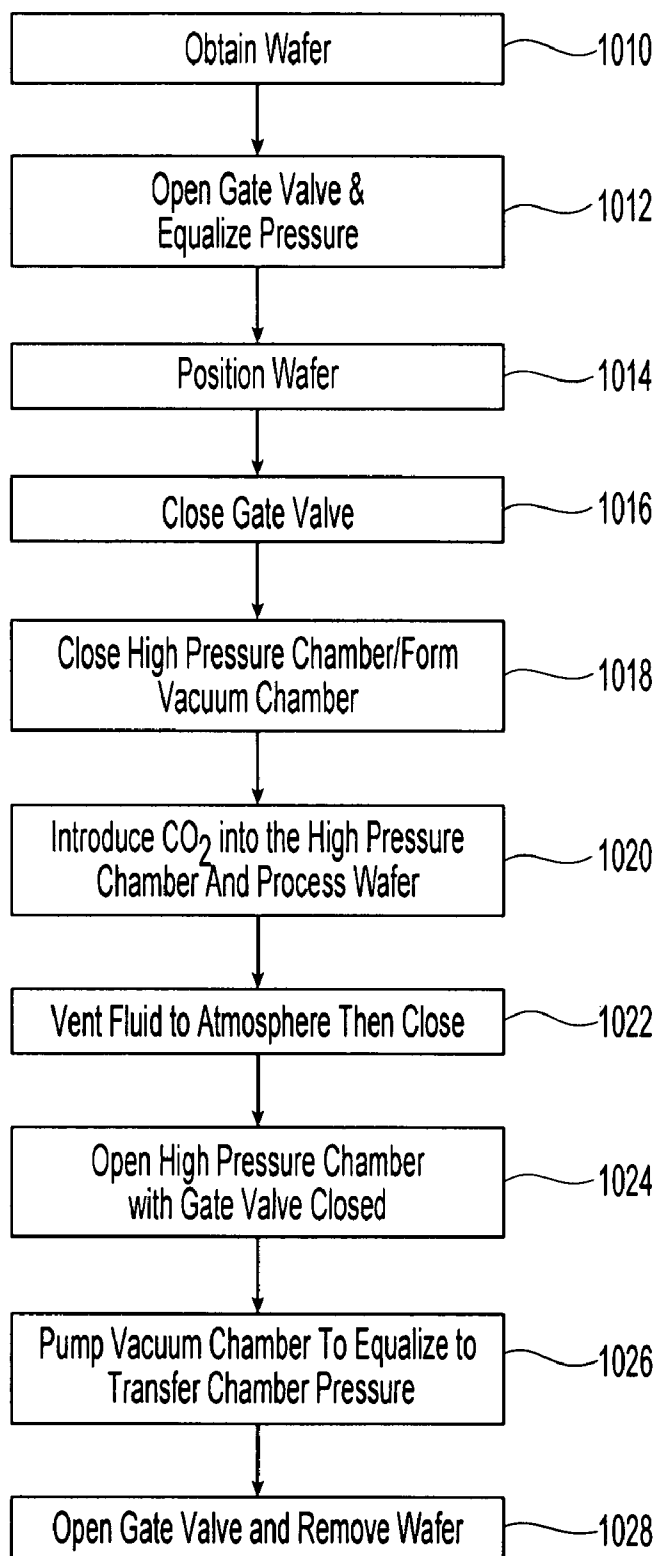 Obtain Wafer
1010
Open Gate Valve &
Equalize Pressure
1012
Position Wafer
1014
Close Gate Valve
1016
Close High Pressure Chamber/Form
Vacuum Chamber
1018
Introduce CO2 into the High Pressure
Chamber And Process Wafer
1020
Vent Fluid to Atmosphere Then Close
1022
Open High Pressure Chamber
with Gate Valve Closed
1024
Pump Vacuum Chamber To Equalize to
Transfer Chamber Pressure
1026
Open Gate Valve and Remove Wafer
1028